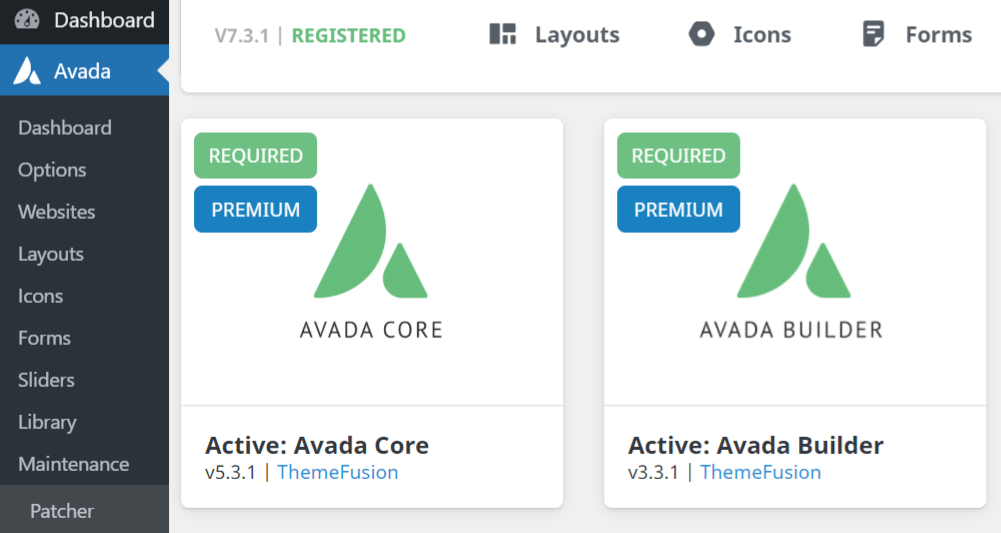 Dashboard
Avada
Dashboard
Options
Websites
Layouts
Icons
Forms
Sliders
Library
Maintenance
Patcher
V7.3.1 | REGISTERED
Layouts
Icons
Forms
REQUIRED
PREMIUM
AVADA CORE
Active: Avada Core
v5.3.1 | ThemeFusion
REQUIRED
PREMIUM
AVADA BUILDER
Active: Avada Builder
v3.3.1 | ThemeFusion